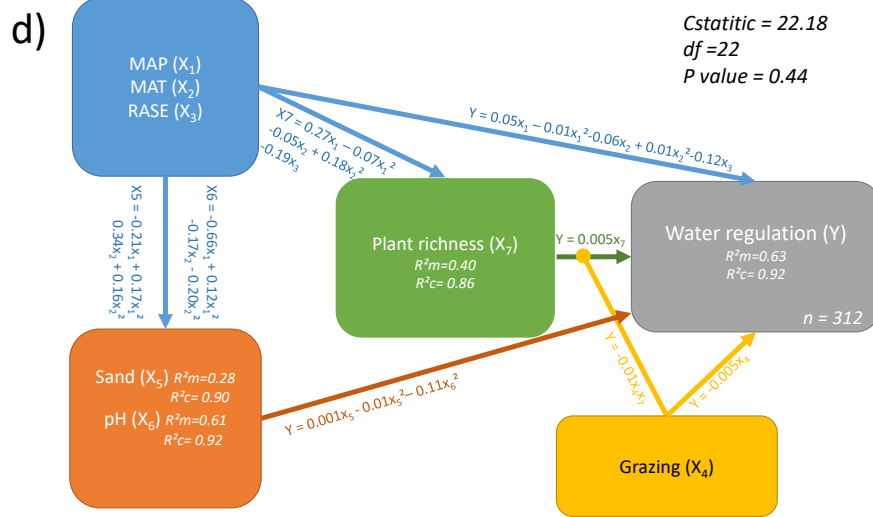 d)
Cstatitic = 22.18
df =22
P value = 0.44
MAP (X₁)
MAT (X₂)
RASE (X₃)
Y = 0.05x₁ – 0.01x₁²-0.06x₂ + 0.01x₂²-0.12x₃
X7 = 0.27x₁ – 0.07x₁²
-0.05x₂ + 0.18x₂²
-0.19x₃
X6 = -0.66x₁ + 0.12x₁²
-0.17x₂ - 0.20x₂²
X5 = -0.21x₁ + 0.17x₁²
0.34x₂ + 0.16x₂²
Plant richness (X₇)
R²m=0.40
R²c= 0.86
Y = 0.005x₇
Water regulation (Y)
R²m=0.63
R²c= 0.92
n = 312
Sand (X₅) R²m=0.28
R²c= 0.90
pH (X₆) R²m=0.61
R²c= 0.92
Y = 0.001x₅ - 0.01x₅²– 0.11x₆²
Y = -0.01x₄x₇
Y = -0.005x₄
Grazing (X₄)